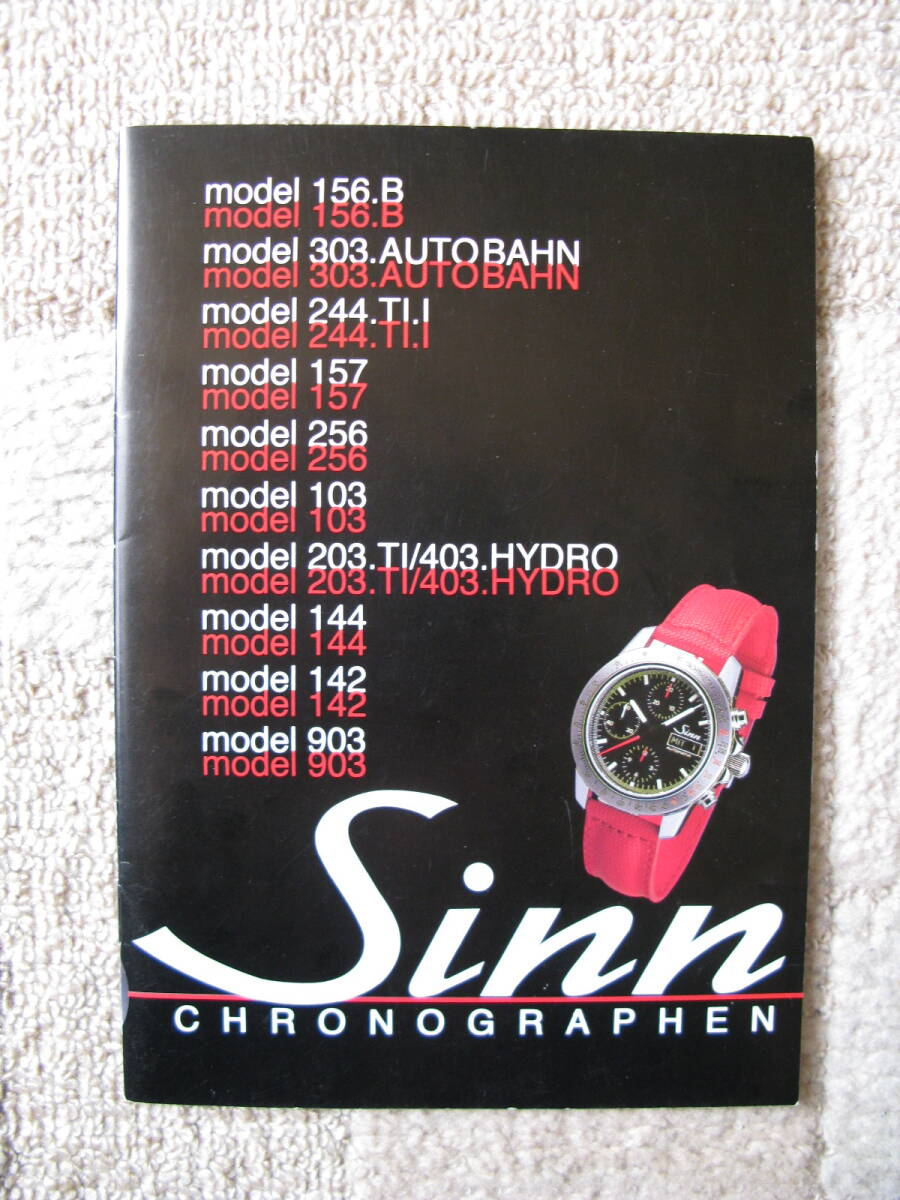 model 156.B
model 156.B
model 303.AUTOBAHN
model 303.AUTOBAHN
model 244.TI.I
model 244.TI.I
model 157
model 157
model 256
model 256
model 103
model 103
model 203.TI/403.HYDRO
model 203.TI/403.HYDRO
model 144
model 144
model 142
model 142
model 903
model 903
Sinn
MIT
Sinn
CHRONOGRAPHEN